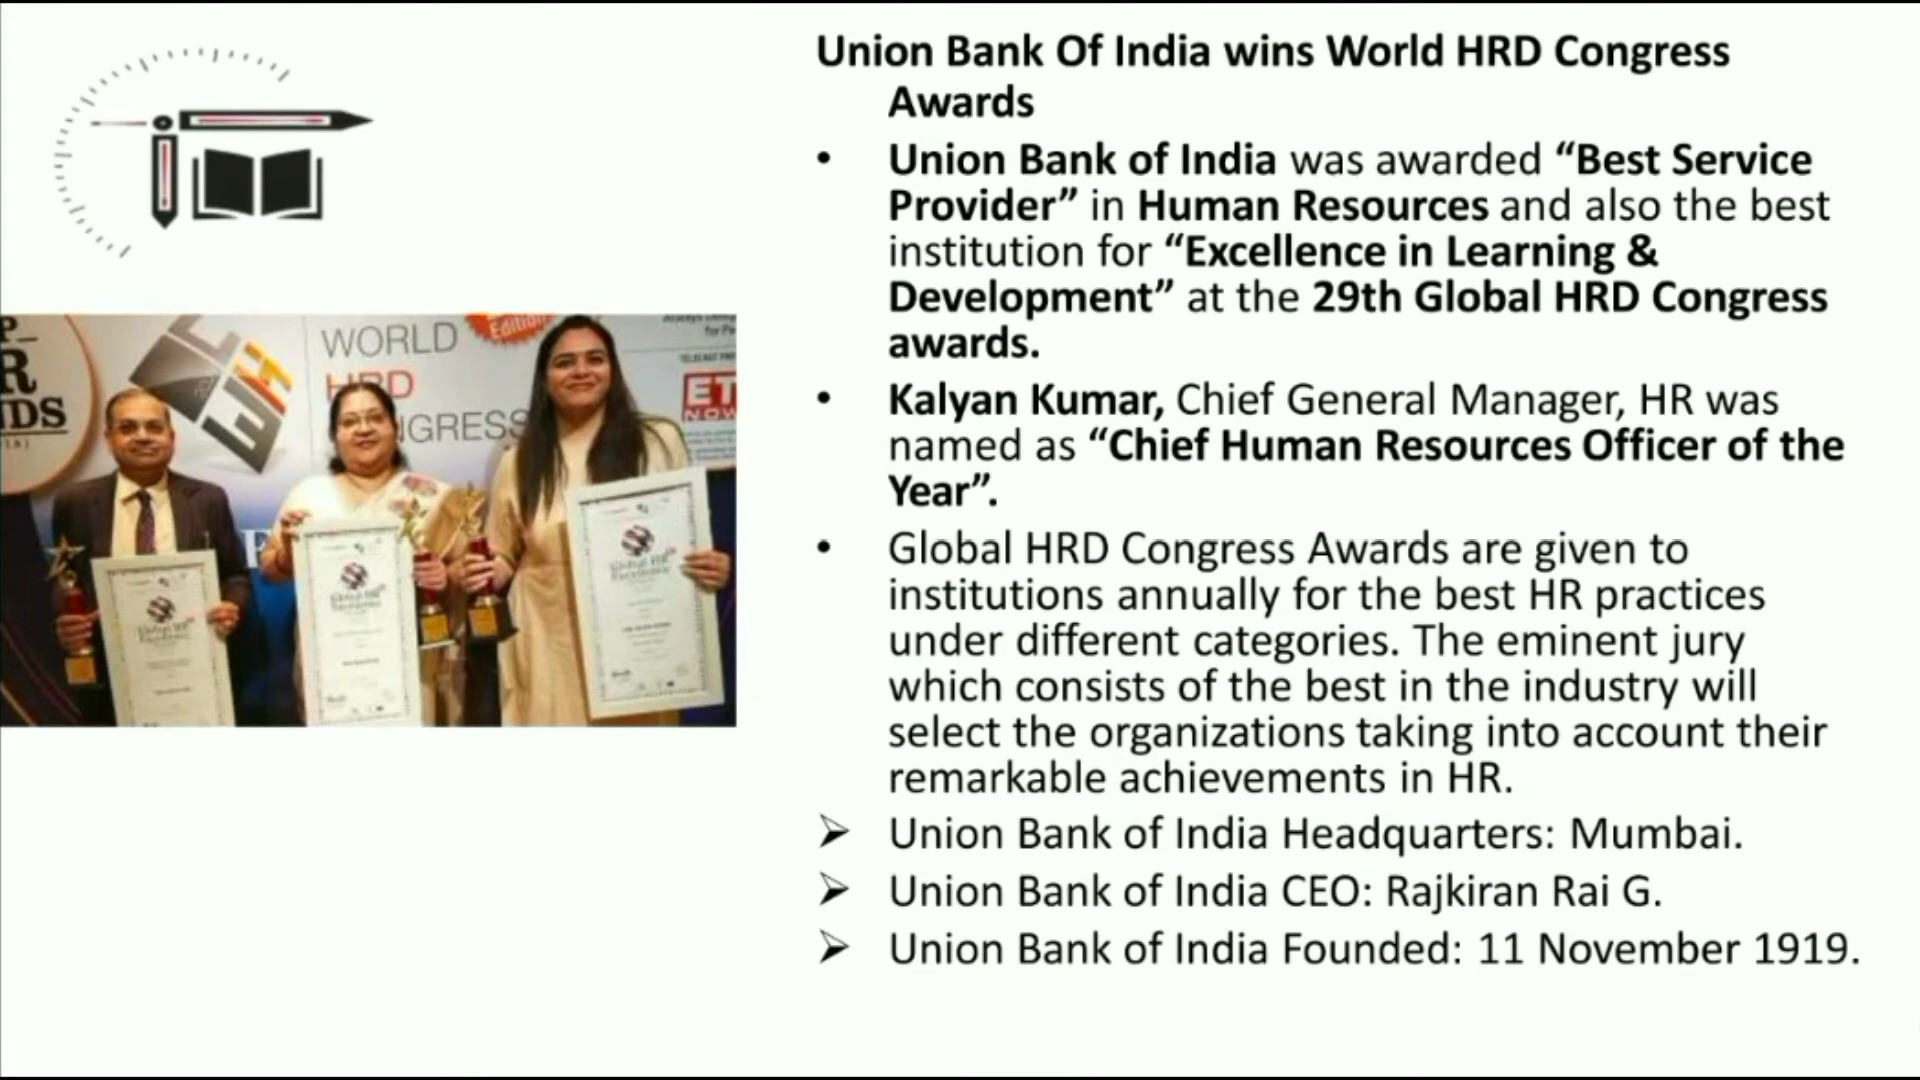 Union Bank Of India wins World HRD Congress
Awards
• Union Bank of India was awarded “Best Service
Provider” in Human Resources and also the best
institution for “Excellence in Learning &
Development” at the 29th Global HRD Congress
awards.
• Kalyan Kumar, Chief General Manager, HR was
named as “Chief Human Resources Officer of the
Year”.
• Global HRD Congress Awards are given to
institutions annually for the best HR practices
under different categories. The eminent jury
which consists of the best in the industry will
select the organizations taking into account their
remarkable achievements in HR.
➢ Union Bank of India Headquarters: Mumbai.
➢ Union Bank of India CEO: Rajkiran Rai G.
➢ Union Bank of India Founded: 11 November 1919.
WORLD
HRD
NGRESS
Edition
ET
NOW